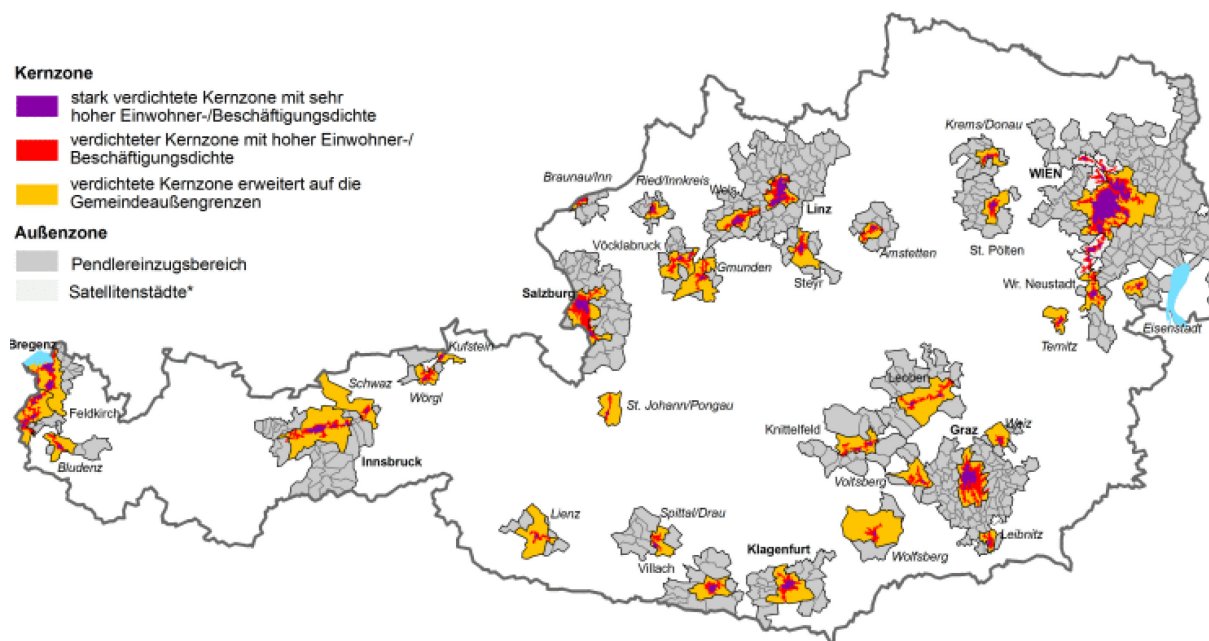 Kernzone
stark verdichtete Kernzone mit sehr
hoher Einwohner-/Beschäftigungsdichte
verdichteter Kernzone mit hoher Einwohner-/
Beschäftigungsdichte
verdichtete Kernzone erweitert auf die
Gemeindeaußengrenzen
Außenzone
Pendlereinzugsbereich
Satellitenstädte*
Krems/Donau
WIEN
Braunau/Inn
Ried/Innkreis
Wels
Linz
Vöcklabruck
Gmunden
Steyr
Amstetten
St. Pölten
Wr. Neustadt
Salzburg
Eisenstadt
Ternitz
Bregenz
Kufstein
Schwaz
Wörgl
Feldkirch
Bludenz
Innsbruck
St. Johann/Pongau
Leoben
Knittelfeld
Graz
Weiz
Voitsberg
Lienz
Spittal/Drau
Villach
Klagenfurt
Wolfsberg
Leibnitz